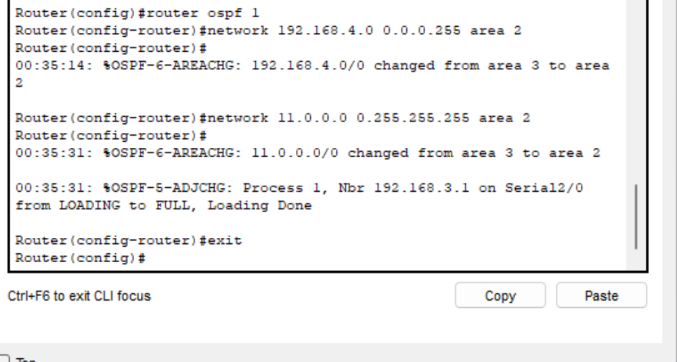 Router(config)#router ospf 1
Router(config-router)#network 192.168.4.0 0.0.0.255 area 2
Router(config-router)#
00:35:14: %OSPF-6-AREACHG: 192.168.4.0/0 changed from area 3 to area
2
Router(config-router)#network 11.0.0.0 0.255.255.255 area 2
Router(config-router)#
00:35:31: %OSPF-6-AREACHG: 11.0.0.0/0 changed from area 3 to area 2
00:35:31: %OSPF-5-ADJCHG: Process 1, Nbr 192.168.3.1 on Serial2/0
from LOADING to FULL, Loading Done
Router(config-router)#exit
Router(config)#
Ctrl+F6 to exit CLI focus
Copy
Paste